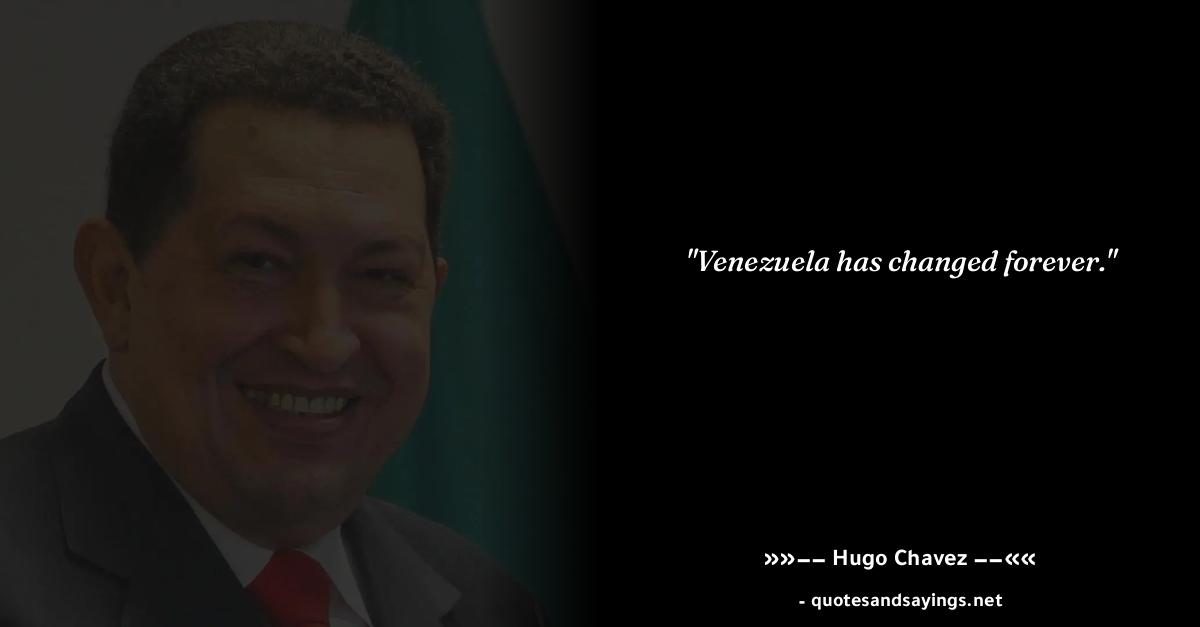 "Venezuela has changed forever."
»»–– Hugo Chavez ––««
- quotesandsayings.net